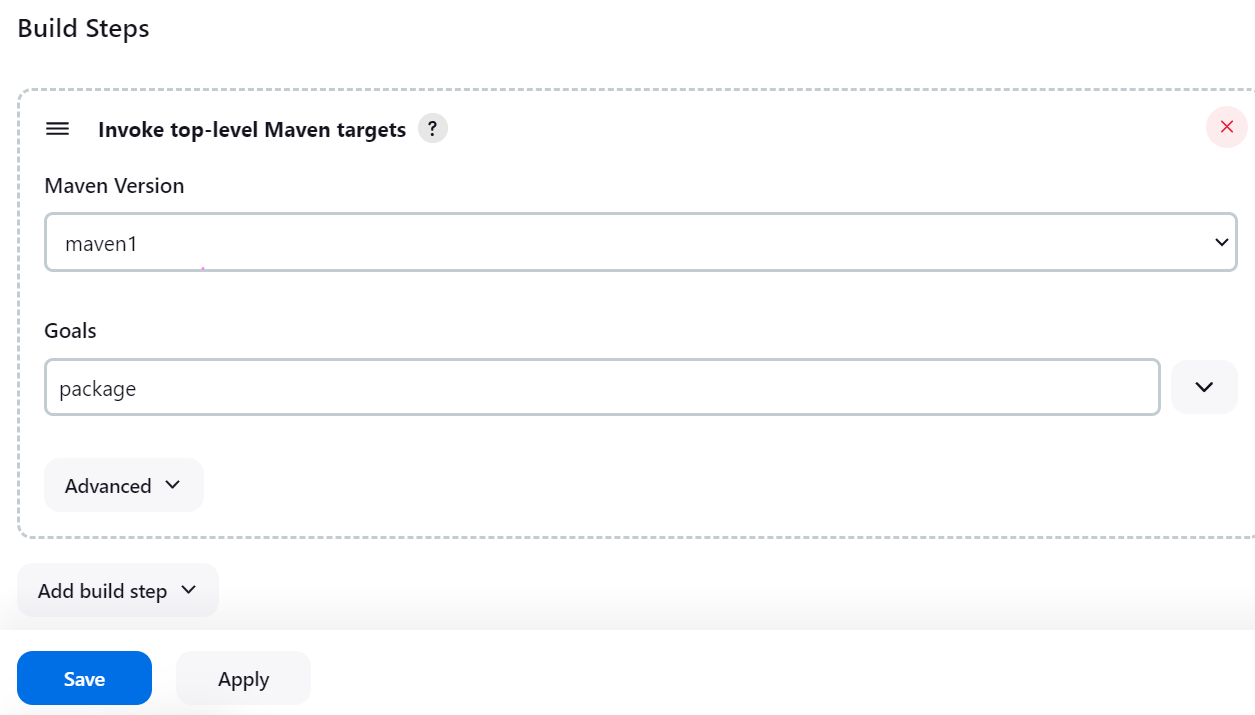 Build Steps
Invoke top-level Maven targets ?
Maven Version
maven1
Goals
package
Advanced
Add build step
Save Apply